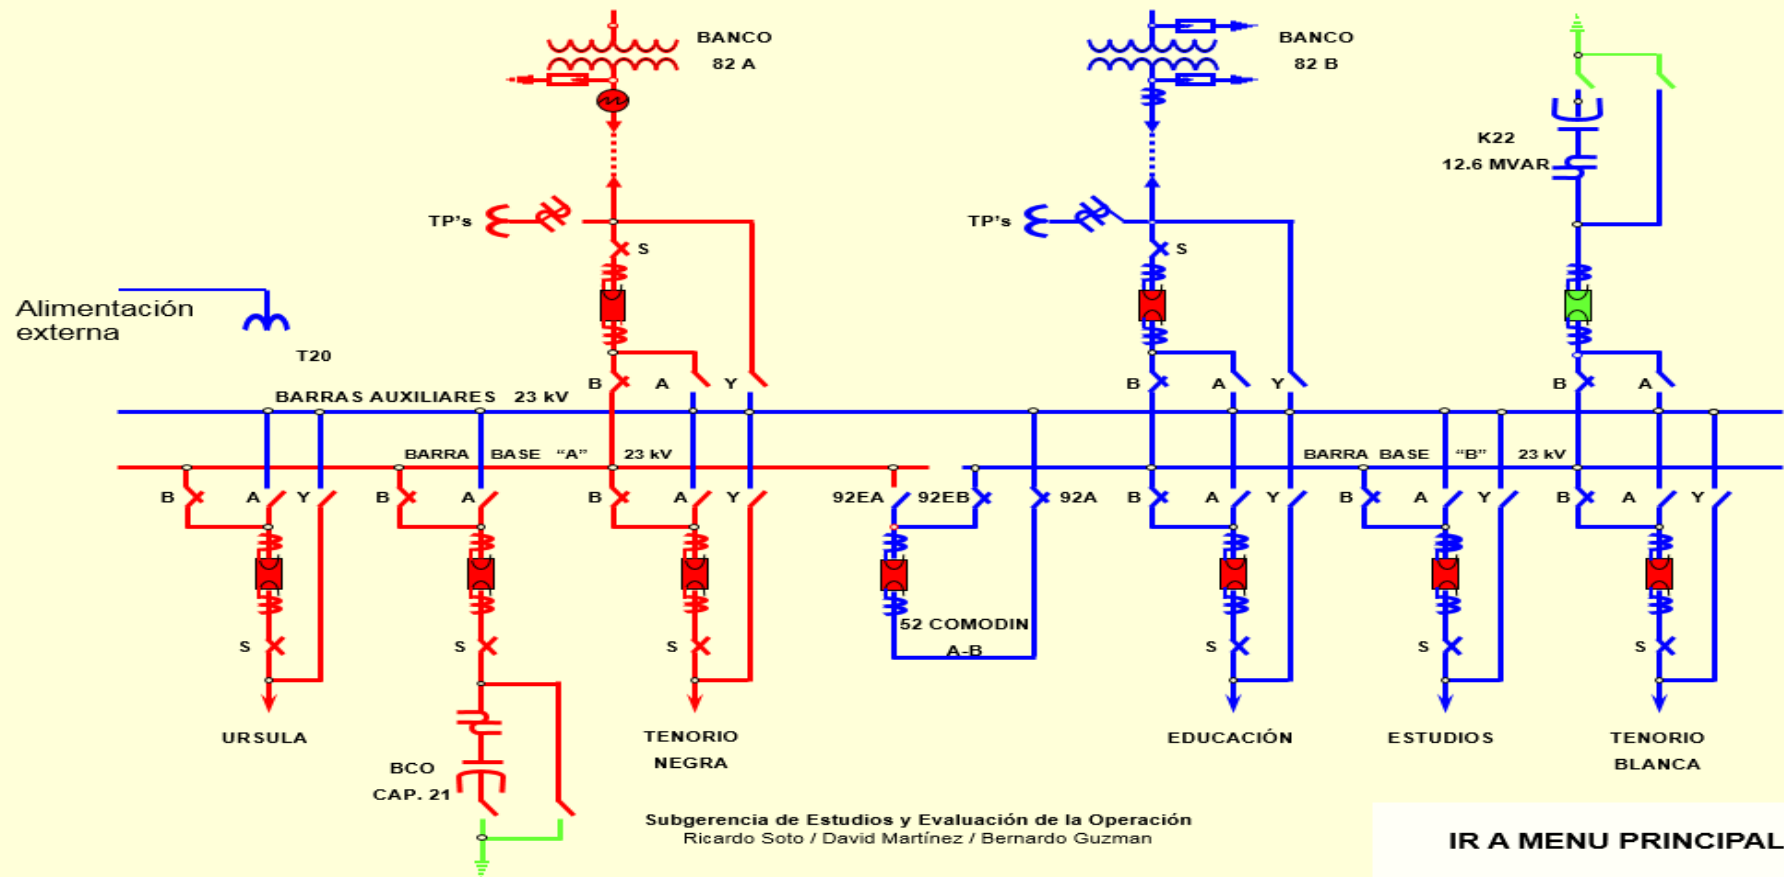 BANCO
82 A
BANCO
82 B
K22
12.6 MVAR
TP's
TP's
S
S
Alimentación
externa
T20
B A Y
B A Y
B A
BARRAS AUXILIARES 23 kV
BARRA BASE “A” 23 kV
BARRA BASE “B” 23 kV
B A Y B A B A Y 92EA 92EB 92A B A Y B A Y B A Y
52 COMODIN
A-B
S S S S S S
URSULA
TENORIO
NEGRA
EDUCACIÓN
ESTUDIOS
TENORIO
BLANCA
BCO
CAP. 21
Subgerencia de Estudios y Evaluación de la Operación
Ricardo Soto / David Martínez / Bernardo Guzman
IR A MENU PRINCIPAL